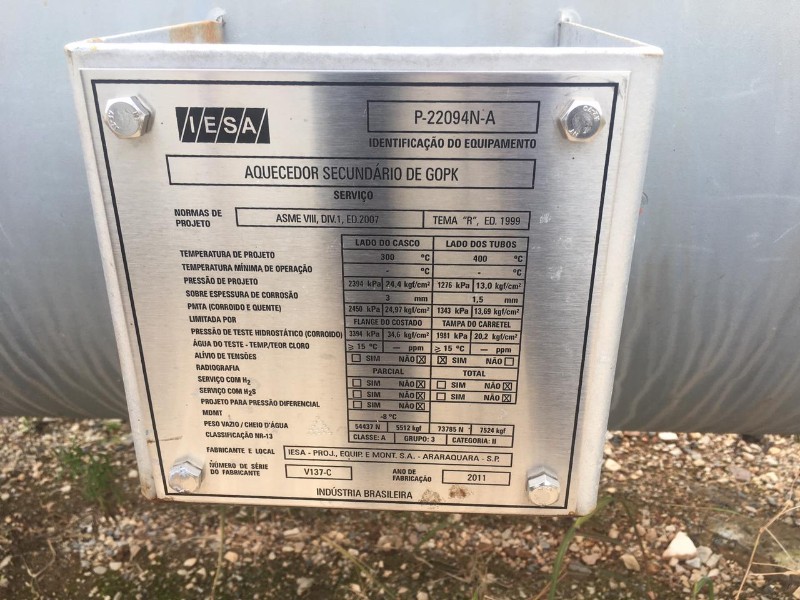 IESA
P-22094N-A
IDENTIFICAÇÃO DO EQUIPAMENTO
AQUECEDOR SECUNDÁRIO DE GOPK
SERVIÇO
NORMAS DE PROJETO ASME VIII, DIV.1, ED.2007 TEMA "R", ED. 1999
LADO DO CASCO LADO DOS TUBOS
TEMPERATURA DE PROJETO 300 ºC 400 ºC
TEMPERATURA MÍNIMA DE OPERAÇÃO - ºC - ºC
PRESSÃO DE PROJETO 2394 kPa 24,4 kgf/cm² 1276 kPa 13,0 kgf/cm²
SOBRE ESPESSURA DE CORROSÃO 3 mm 1,5 mm
PMTA (CORROIDO E QUENTE) 2450 kPa 24,97 kgf/cm² 1343 kPa 13,69 kgf/cm²
LIMITADA POR FLANGE DO COSTADO TAMPA DO CARRETEL
PRESSÃO DE TESTE HIDROSTÁTICO (CORROIDO) 3394 kPa 34,6 kgf/cm² 1981 kPa 20,2 kgf/cm²
ÁGUA DO TESTE - TEMP./TEOR CLORO ≥ 15 ºC — ppm ≥ 15 ºC — ppm
ALÍVIO DE TENSÕES ☐ SIM NÃO ☒ ☒ SIM NÃO ☐
RADIOGRAFIA PARCIAL TOTAL
SERVIÇO COM H₂ ☐ SIM NÃO ☒ ☐ SIM NÃO ☒
SERVIÇO COM H₂S ☐ SIM NÃO ☒ ☐ SIM NÃO ☒
PROJETO PARA PRESSÃO DIFERENCIAL ☐ SIM NÃO ☒ ☐ SIM NÃO ☒
MDMT -8 ºC
PESO VAZIO / CHEIO D'ÁGUA 54437 N 5512 kgf 73785 N 7524 kgf
CLASSIFICAÇÃO NR-13 CLASSE: A GRUPO: 3 CATEGORIA: II
FABRICANTE E LOCAL IESA - PROJ., EQUIP. E MONT. S.A. - ARARAQUARA - S.P.
NÚMERO DE SÉRIE DO FABRICANTE V137-C ANO DE FABRICAÇÃO 2011
INDÚSTRIA BRASILEIRA